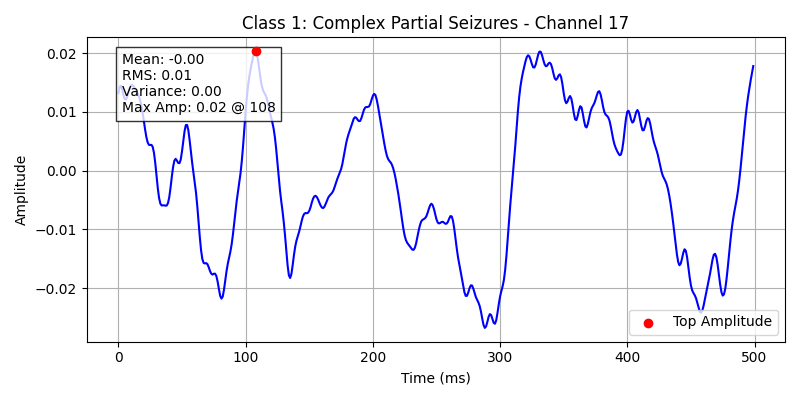 Class 1: Complex Partial Seizures - Channel 17
0.02
0.01
0.00
−0.01
−0.02
Amplitude
Mean: -0.00
RMS: 0.01
Variance: 0.00
Max Amp: 0.02 @ 108
Top Amplitude
0 100 200 300 400 500
Time (ms)